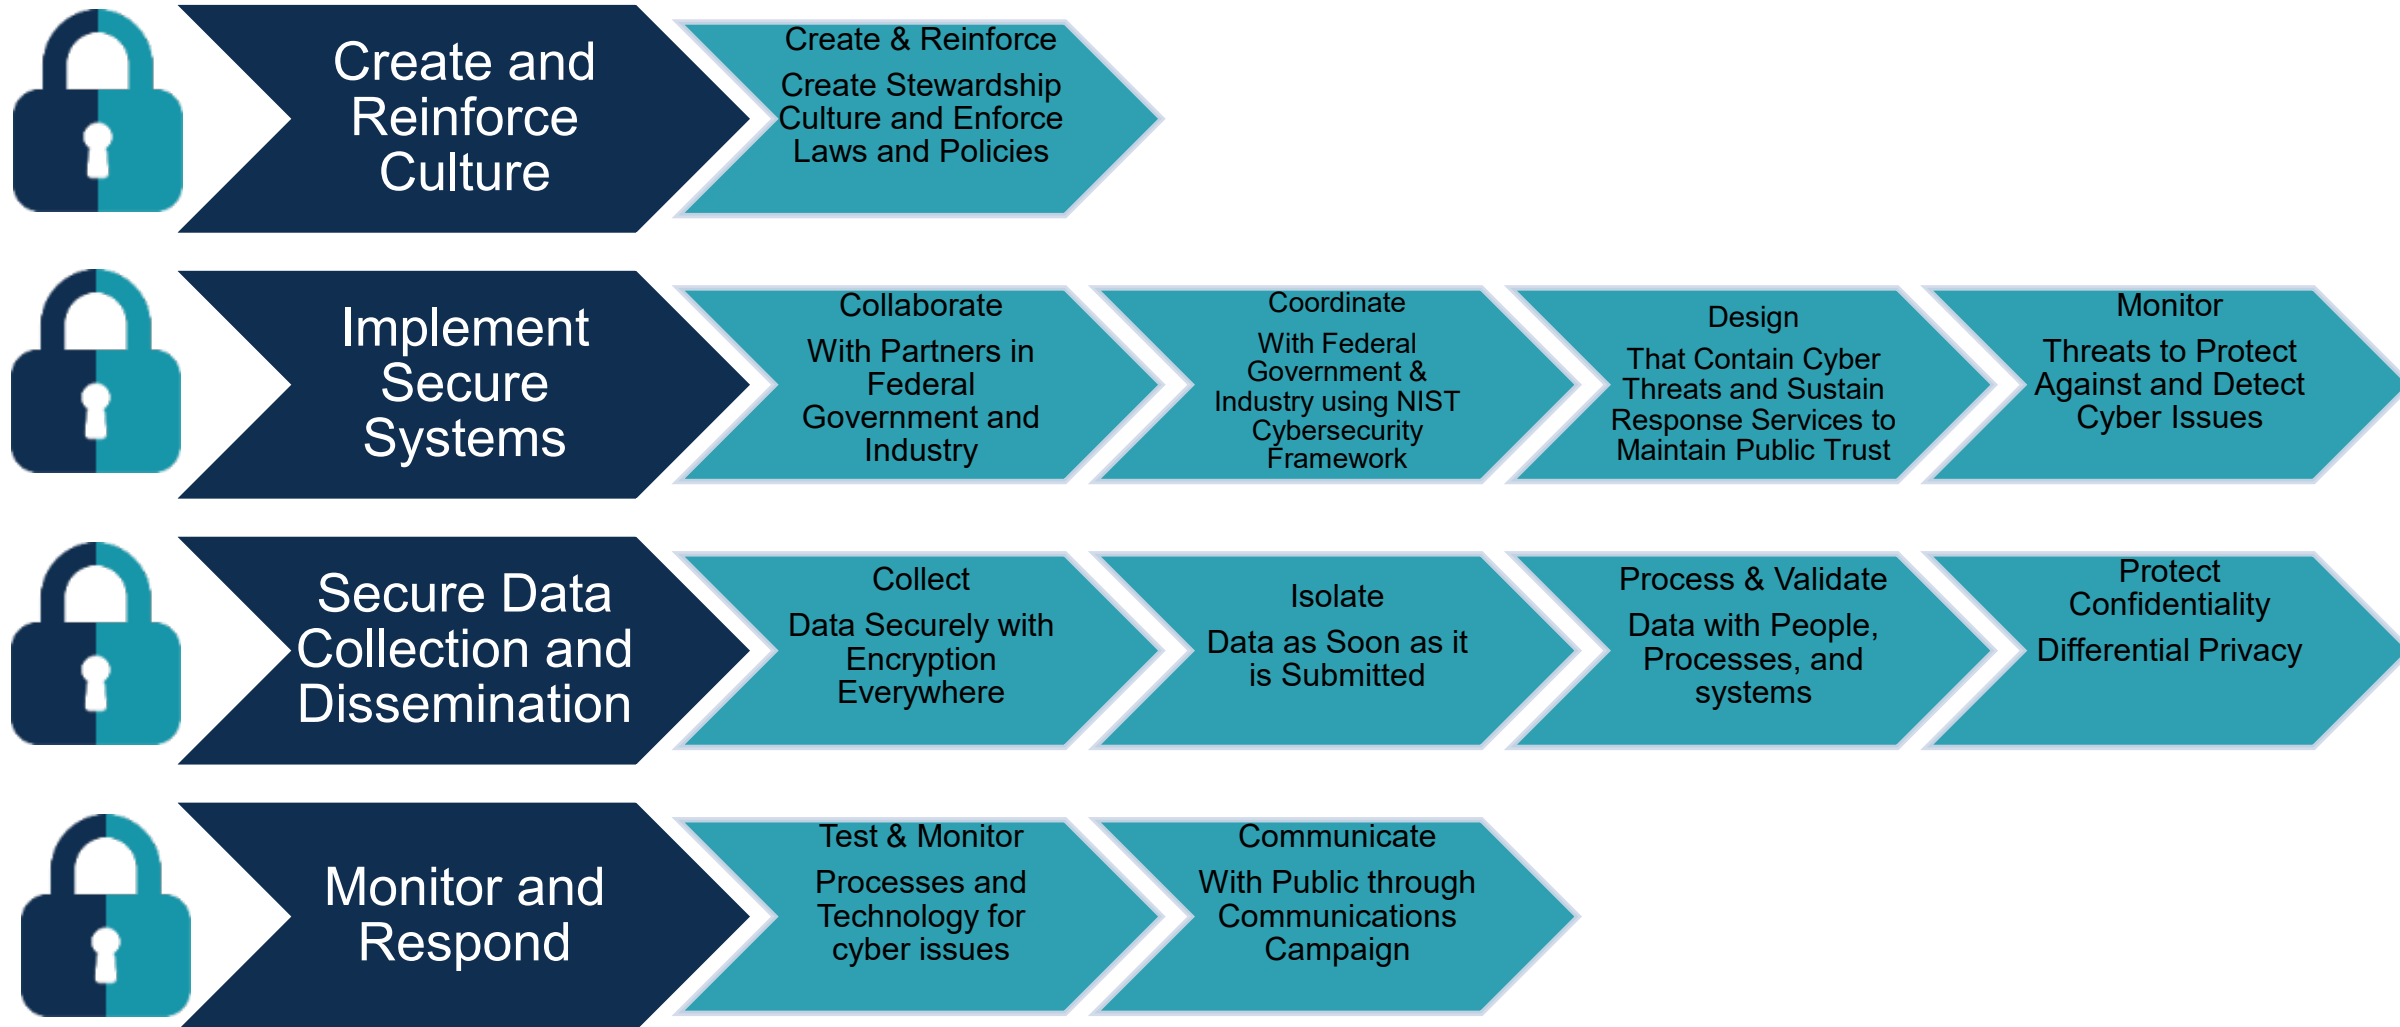 Create and
Reinforce
Culture
Create & Reinforce
Create Stewardship
Culture and Enforce
Laws and Policies
Implement
Secure
Systems
Collaborate
With Partners in
Federal
Government and
Industry
Coordinate
With Federal
Government &
Industry using NIST
Cybersecurity
Framework
Design
That Contain Cyber
Threats and Sustain
Response Services to
Maintain Public Trust
Monitor
Threats to Protect
Against and Detect
Cyber Issues
Secure Data
Collection and
Dissemination
Collect
Data Securely with
Encryption
Everywhere
Isolate
Data as Soon as it
is Submitted
Process & Validate
Data with People,
Processes, and
systems
Protect
Confidentiality
Differential Privacy
Monitor and
Respond
Test & Monitor
Processes and
Technology for
cyber issues
Communicate
With Public through
Communications
Campaign